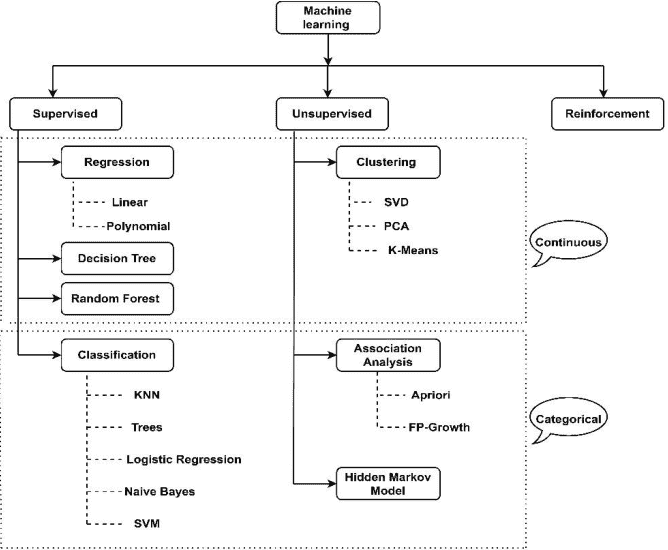 Machine
learning
Supervised
Unsupervised
Reinforcement
Regression
Linear
Polynomial
Decision Tree
Random Forest
Clustering
SVD
PCA
K-Means
Continuous
Classification
KNN
Trees
Logistic Regression
Naive Bayes
SVM
Association
Analysis
Apriori
FP-Growth
Hidden Markov
Model
Categorical